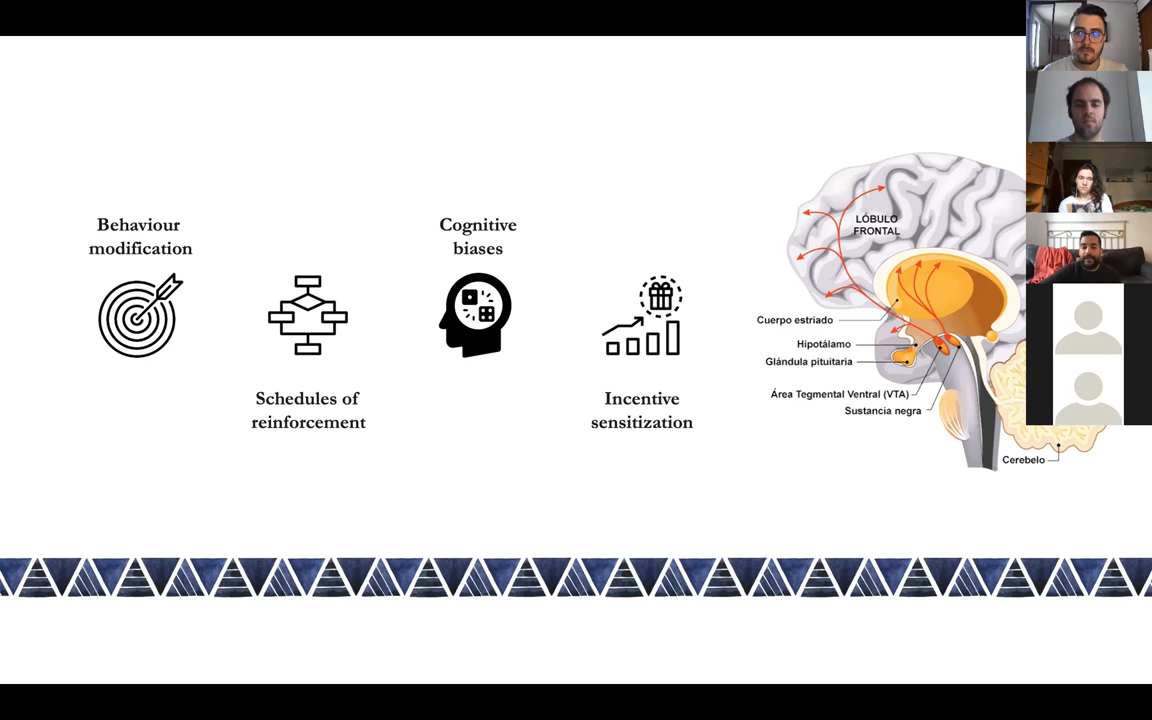 Behaviour
modification
Schedules of
reinforcement
Cognitive
biases
Incentive
sensitization
LÓBULO
FRONTAL
Cuerpo estriado
Hipotálamo
Glándula pituitaria
Área Tegmental Ventral (VTA)
Sustancia negra
Cerebelo